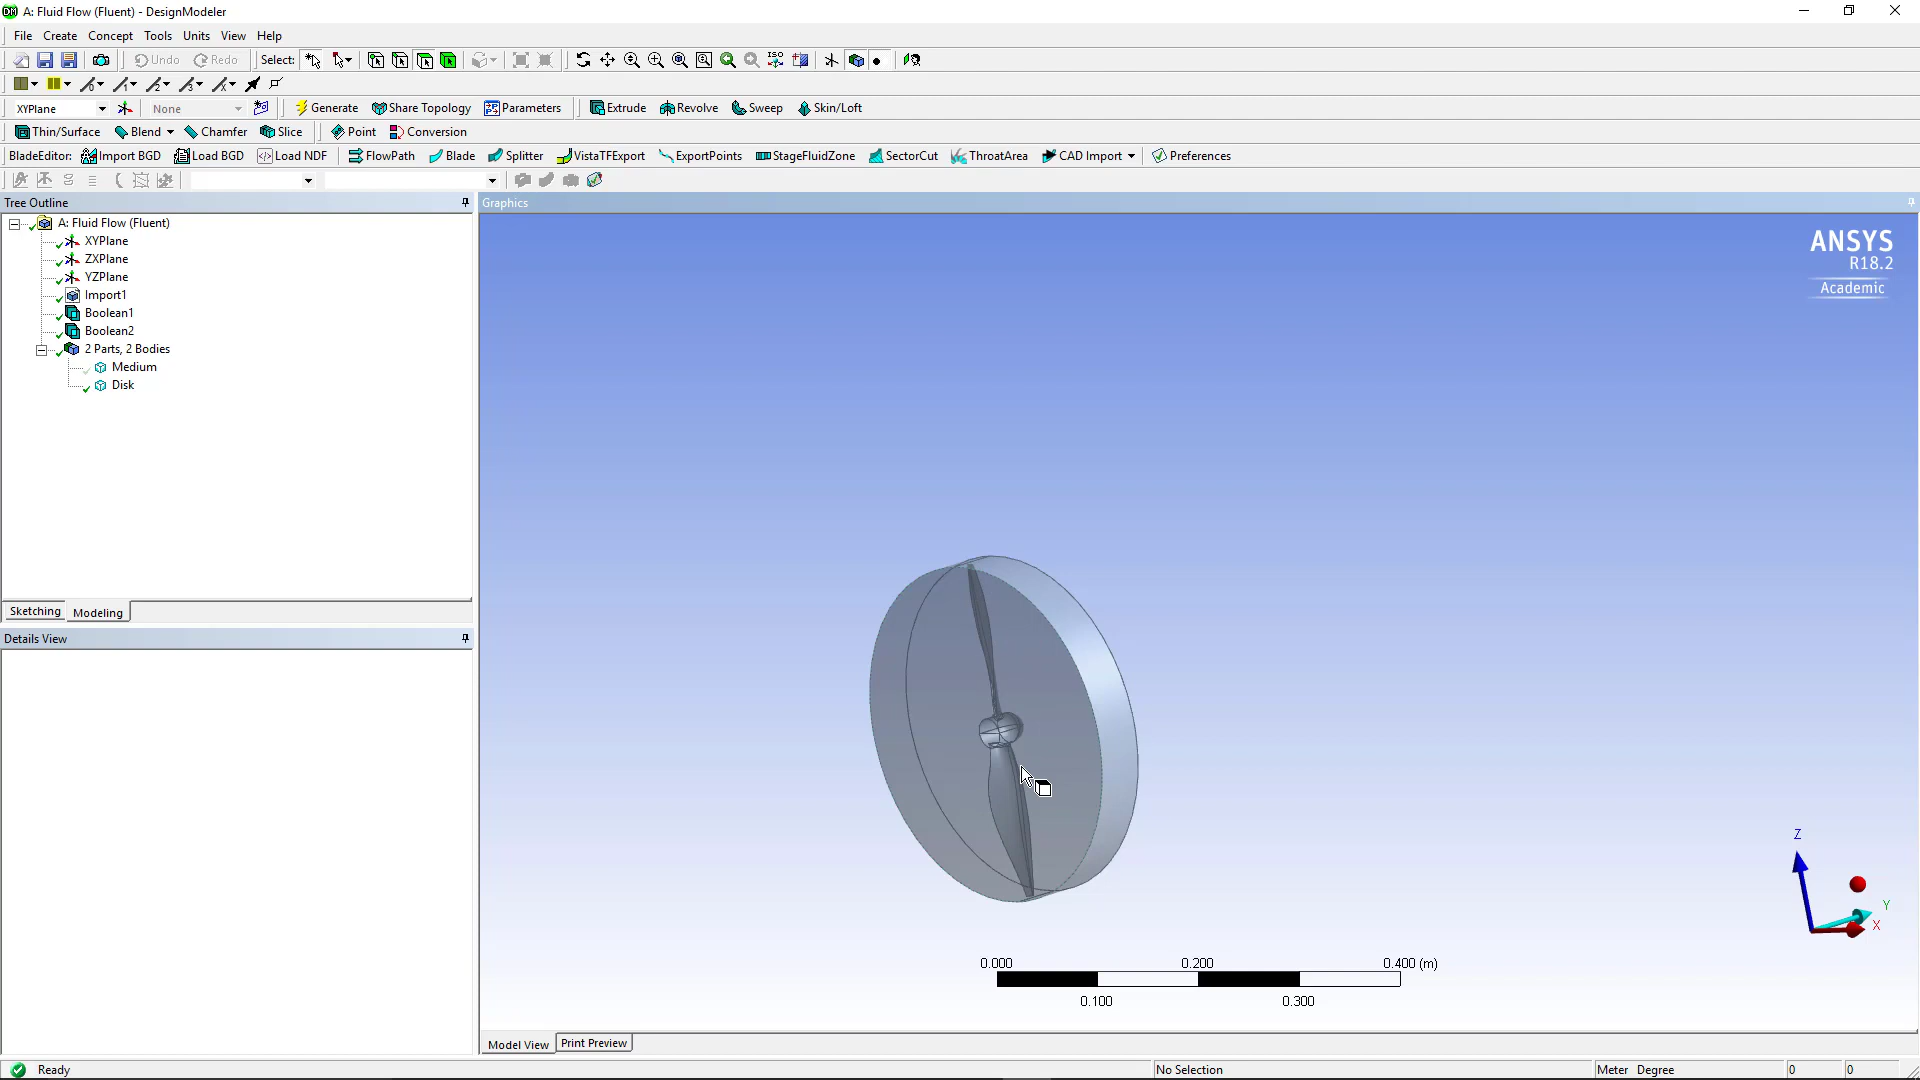 A: Fluid Flow (Fluent) - DesignModeler
File Create Concept Tools Units View Help
Undo Redo Select: ISO
XYPlane None Generate Share Topology Parameters Extrude Revolve Sweep Skin/Loft
Thin/Surface Blend Chamfer Slice Point Conversion
BladeEditor: Import BGD Load BGD Load NDF FlowPath Blade Splitter VistaTFExport ExportPoints StageFluidZone SectorCut ThroatArea CAD Import Preferences
Tree Outline
A: Fluid Flow (Fluent)
XYPlane
ZXPlane
YZPlane
Import1
Boolean1
Boolean2
2 Parts, 2 Bodies
Medium
Disk
Sketching Modeling
Details View
Graphics
ANSYS
R18.2
Academic
Z
Y
X
0.000 0.200 0.400 (m)
0.100 0.300
Model View Print Preview
Ready No Selection Meter Degree 0 0